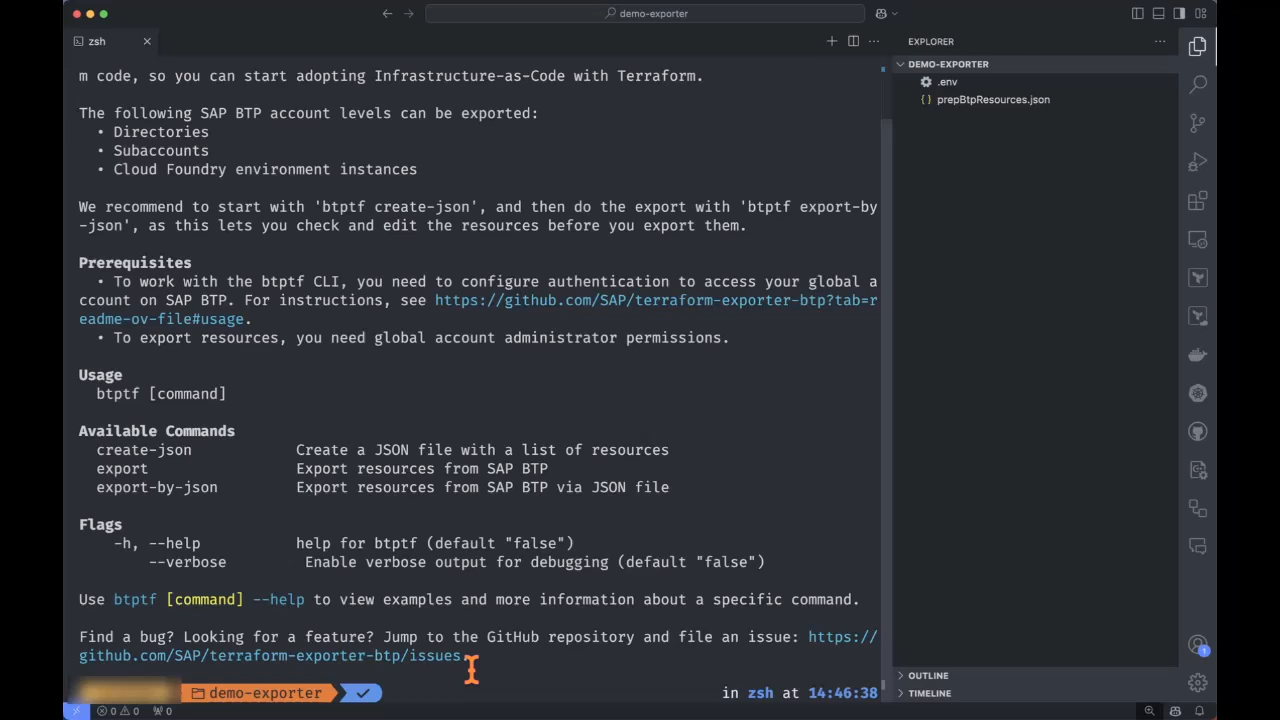 demo-exporter
zsh
m code, so you can start adopting Infrastructure-as-Code with Terraform.
The following SAP BTP account levels can be exported:
• Directories
• Subaccounts
• Cloud Foundry environment instances
We recommend to start with 'btptf create-json', and then do the export with 'btptf export-by
-json', as this lets you check and edit the resources before you export them.
Prerequisites
• To work with the btptf CLI, you need to configure authentication to access your global a
ccount on SAP BTP. For instructions, see https://github.com/SAP/terraform-exporter-btp?tab=r
eadme-ov-file#usage.
• To export resources, you need global account administrator permissions.
Usage
btptf [command]
Available Commands
create-json Create a JSON file with a list of resources
export Export resources from SAP BTP
export-by-json Export resources from SAP BTP via JSON file
Flags
-h, --help help for btptf (default "false")
--verbose Enable verbose output for debugging (default "false")
Use btptf [command] --help to view examples and more information about a specific command.
Find a bug? Looking for a feature? Jump to the GitHub repository and file an issue: https://
github.com/SAP/terraform-exporter-btp/issues
demo-exporter in zsh at 14:46:38
EXPLORER
DEMO-EXPORTER
.env
{ } prepBtpResources.json
OUTLINE
TIMELINE
1
0 0 0